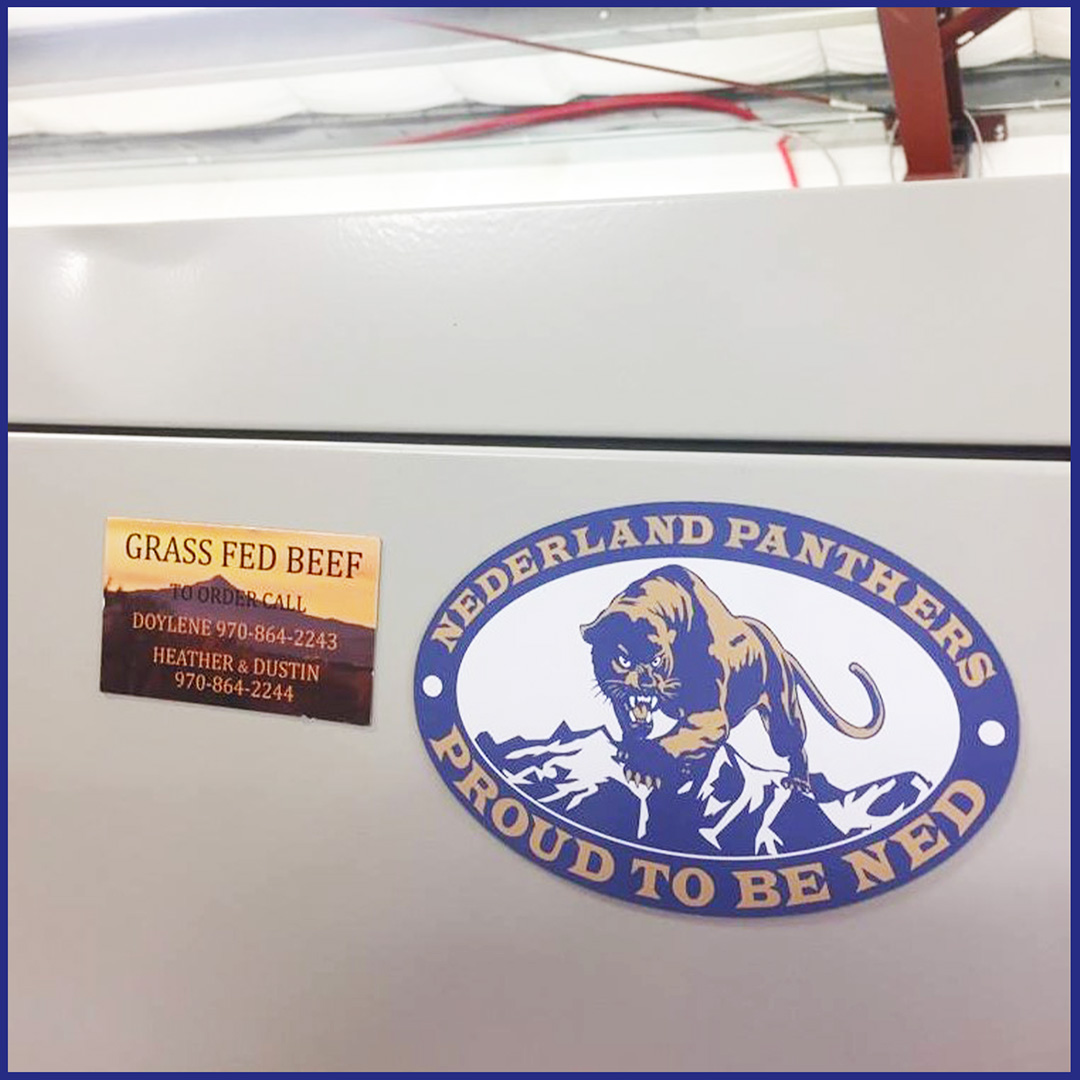 GRASS FED BEEF
TO ORDER CALL
DOYLENE 970-864-2243
HEATHER & DUSTIN
970-864-2244
NEDERLAND PANTHERS
PROUD TO BE NED